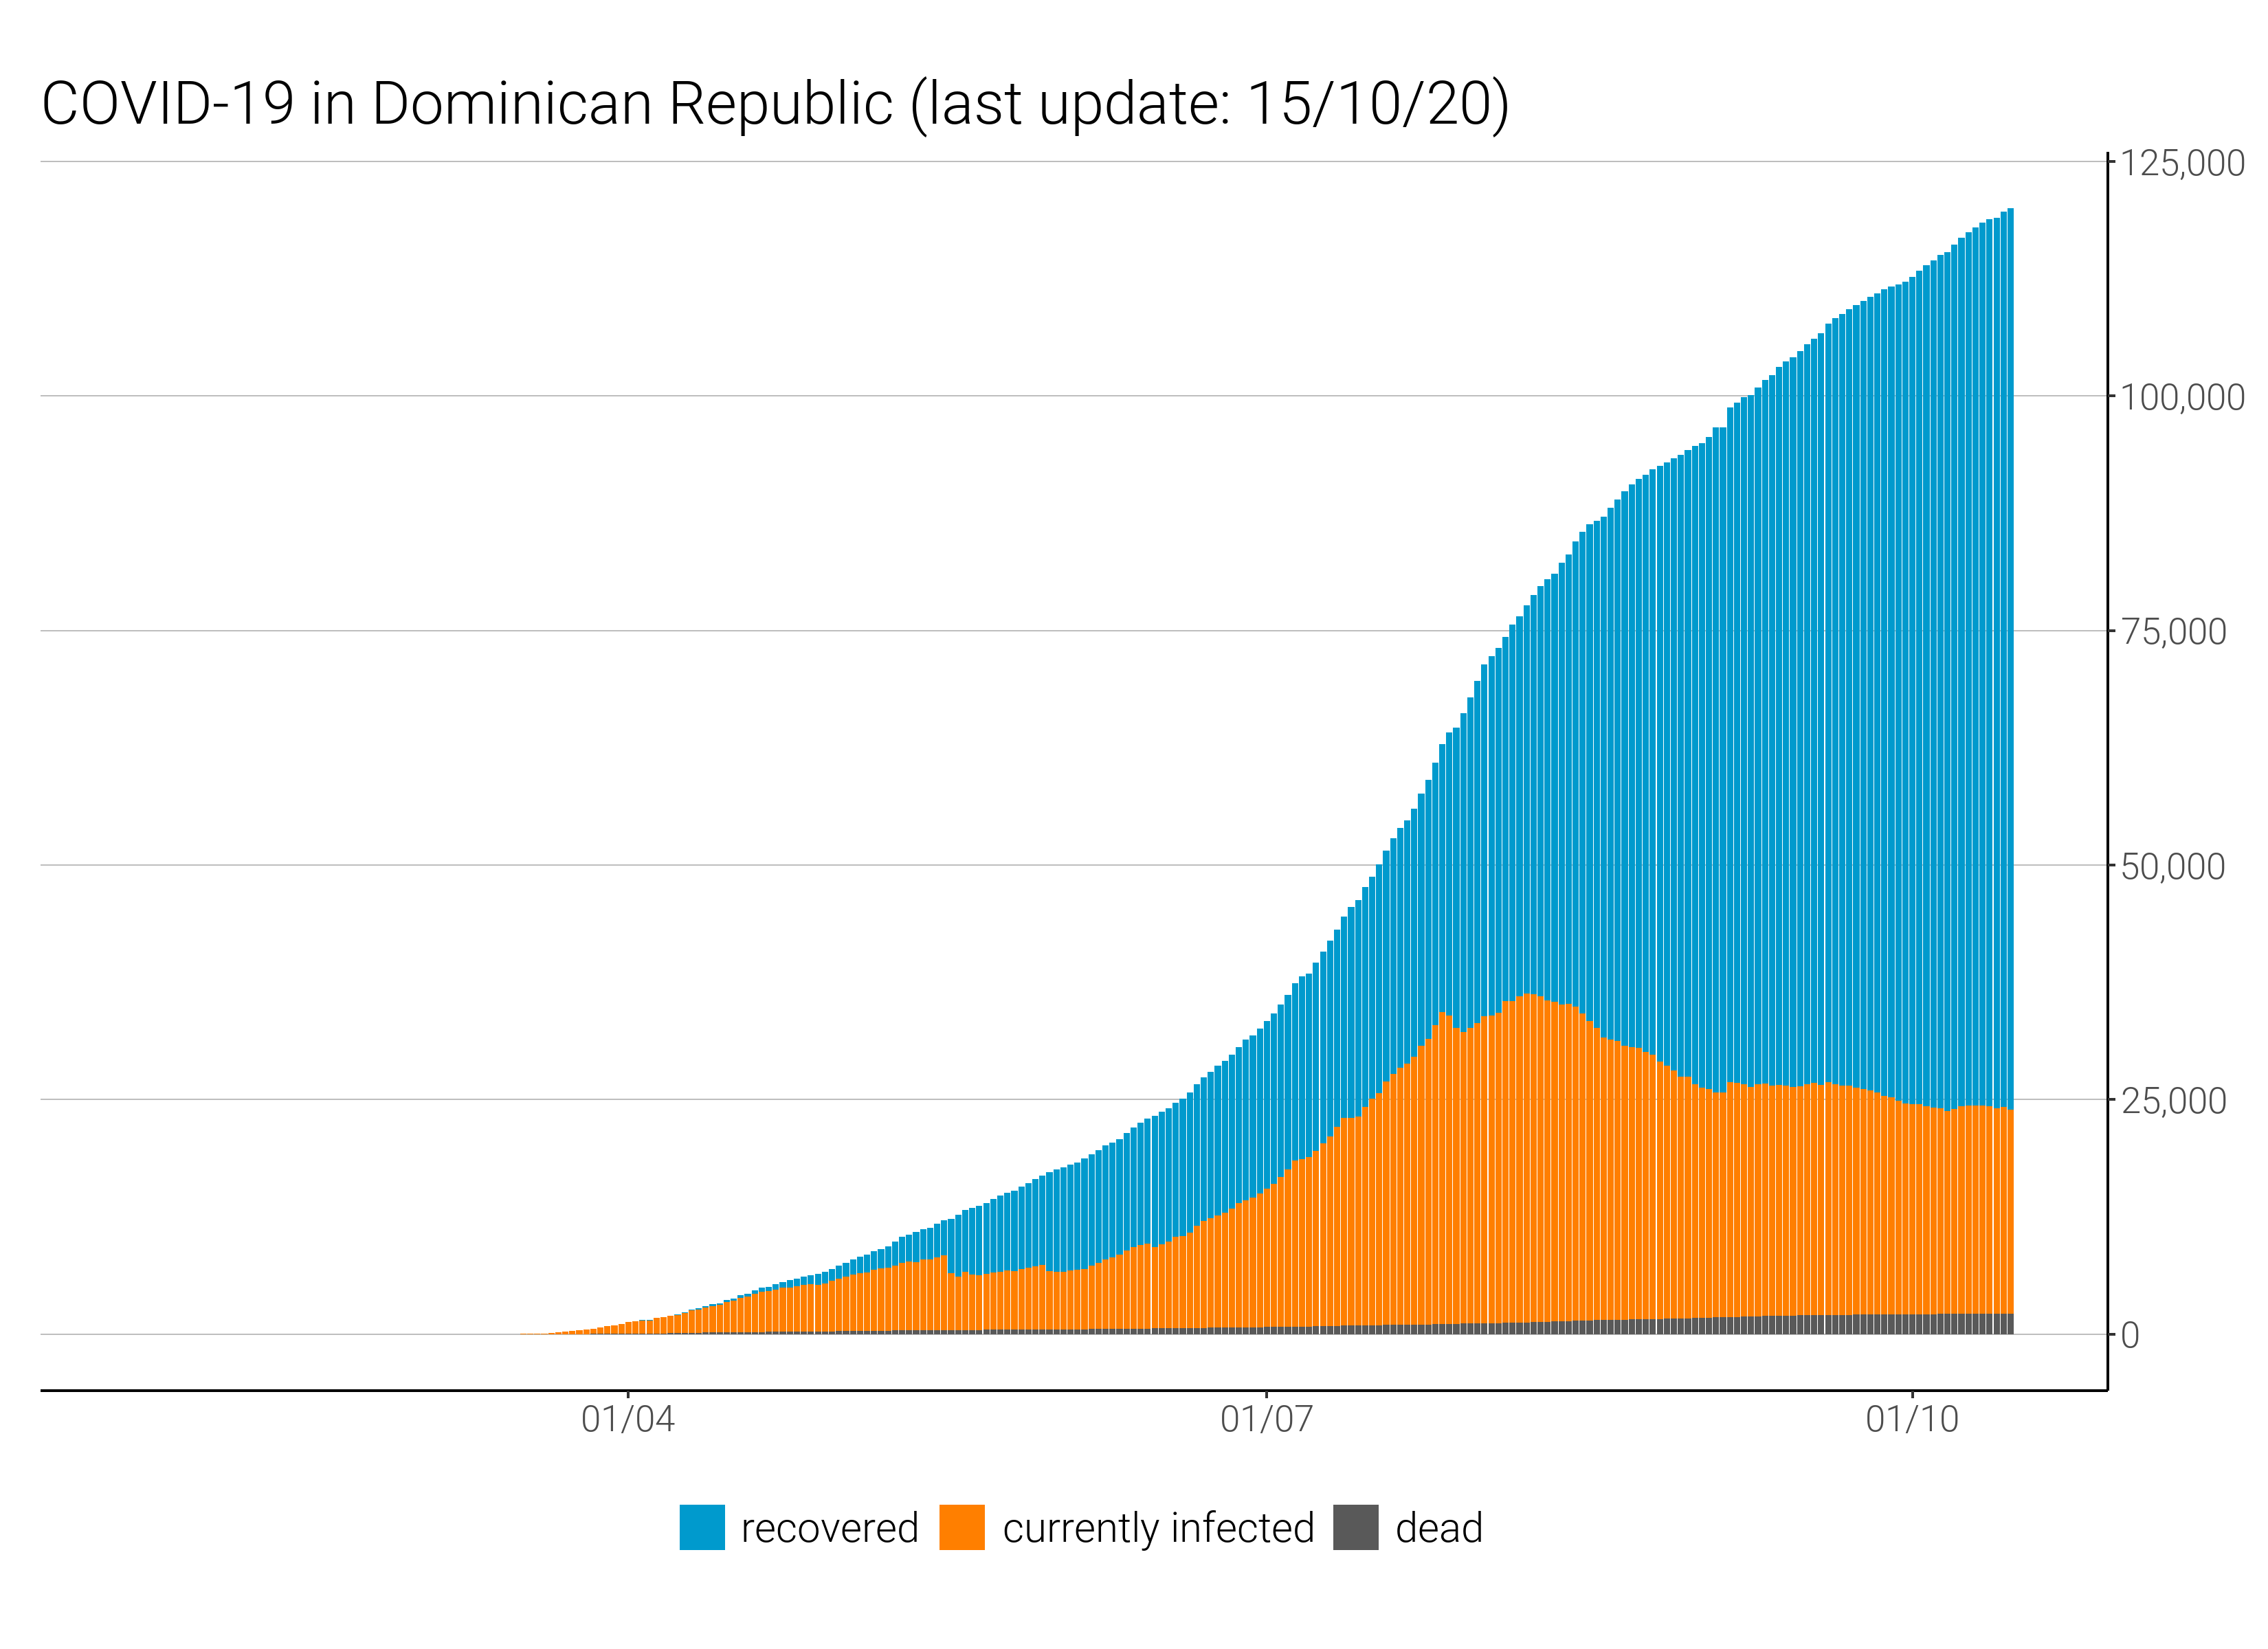 COVID-19 in Dominican Republic (last update: 15/10/20)
125,000
100,000
75,000
50,000
25,000
0
01/04 01/07 01/10
recovered currently infected dead